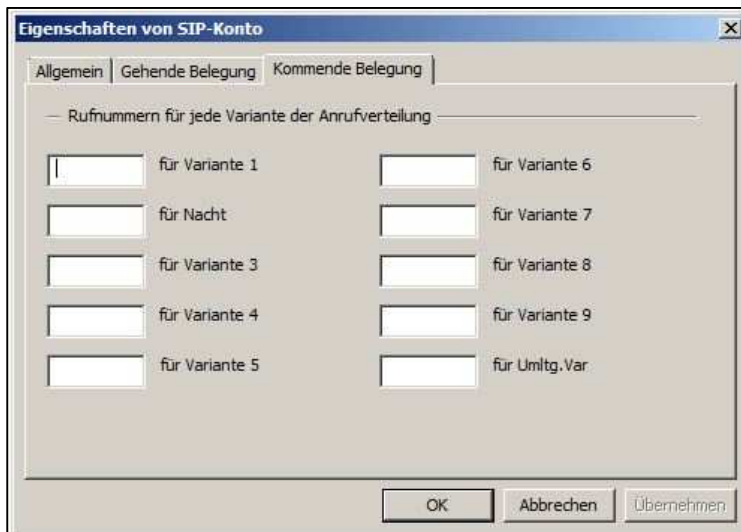 Eigenschaften von SIP-Konto
Allgemein Gehende Belegung Kommende Belegung
Rufnummern für jede Variante der Anrufverteilung
für Variante 1 für Variante 6
für Nacht für Variante 7
für Variante 3 für Variante 8
für Variante 4 für Variante 9
für Variante 5 für Umltg.Var
OK Abbrechen Übernehmen